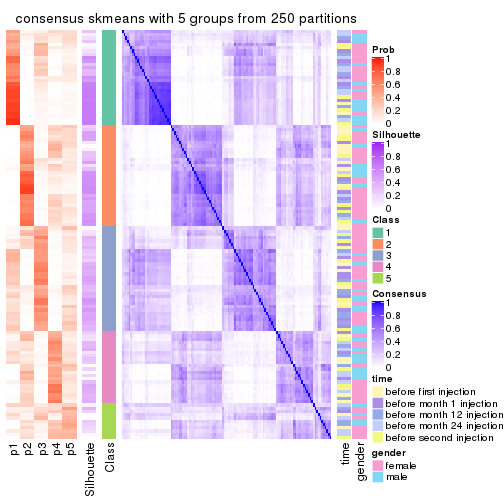 consensus skmeans with 5 groups from 250 partitions
Prob
1
0.8
0.6
0.4
0.2
0
Silhouette
1
0.8
0.6
0.4
0.2
0
Class
1
2
3
4
5
Consensus
1
0.8
0.6
0.4
0.2
0
time
before first injection
before month 1 injection
before month 12 injection
before month 24 injection
before second injection
gender
female
male
p1
p2
p3
p4
p5
Silhouette
Class
time
gender